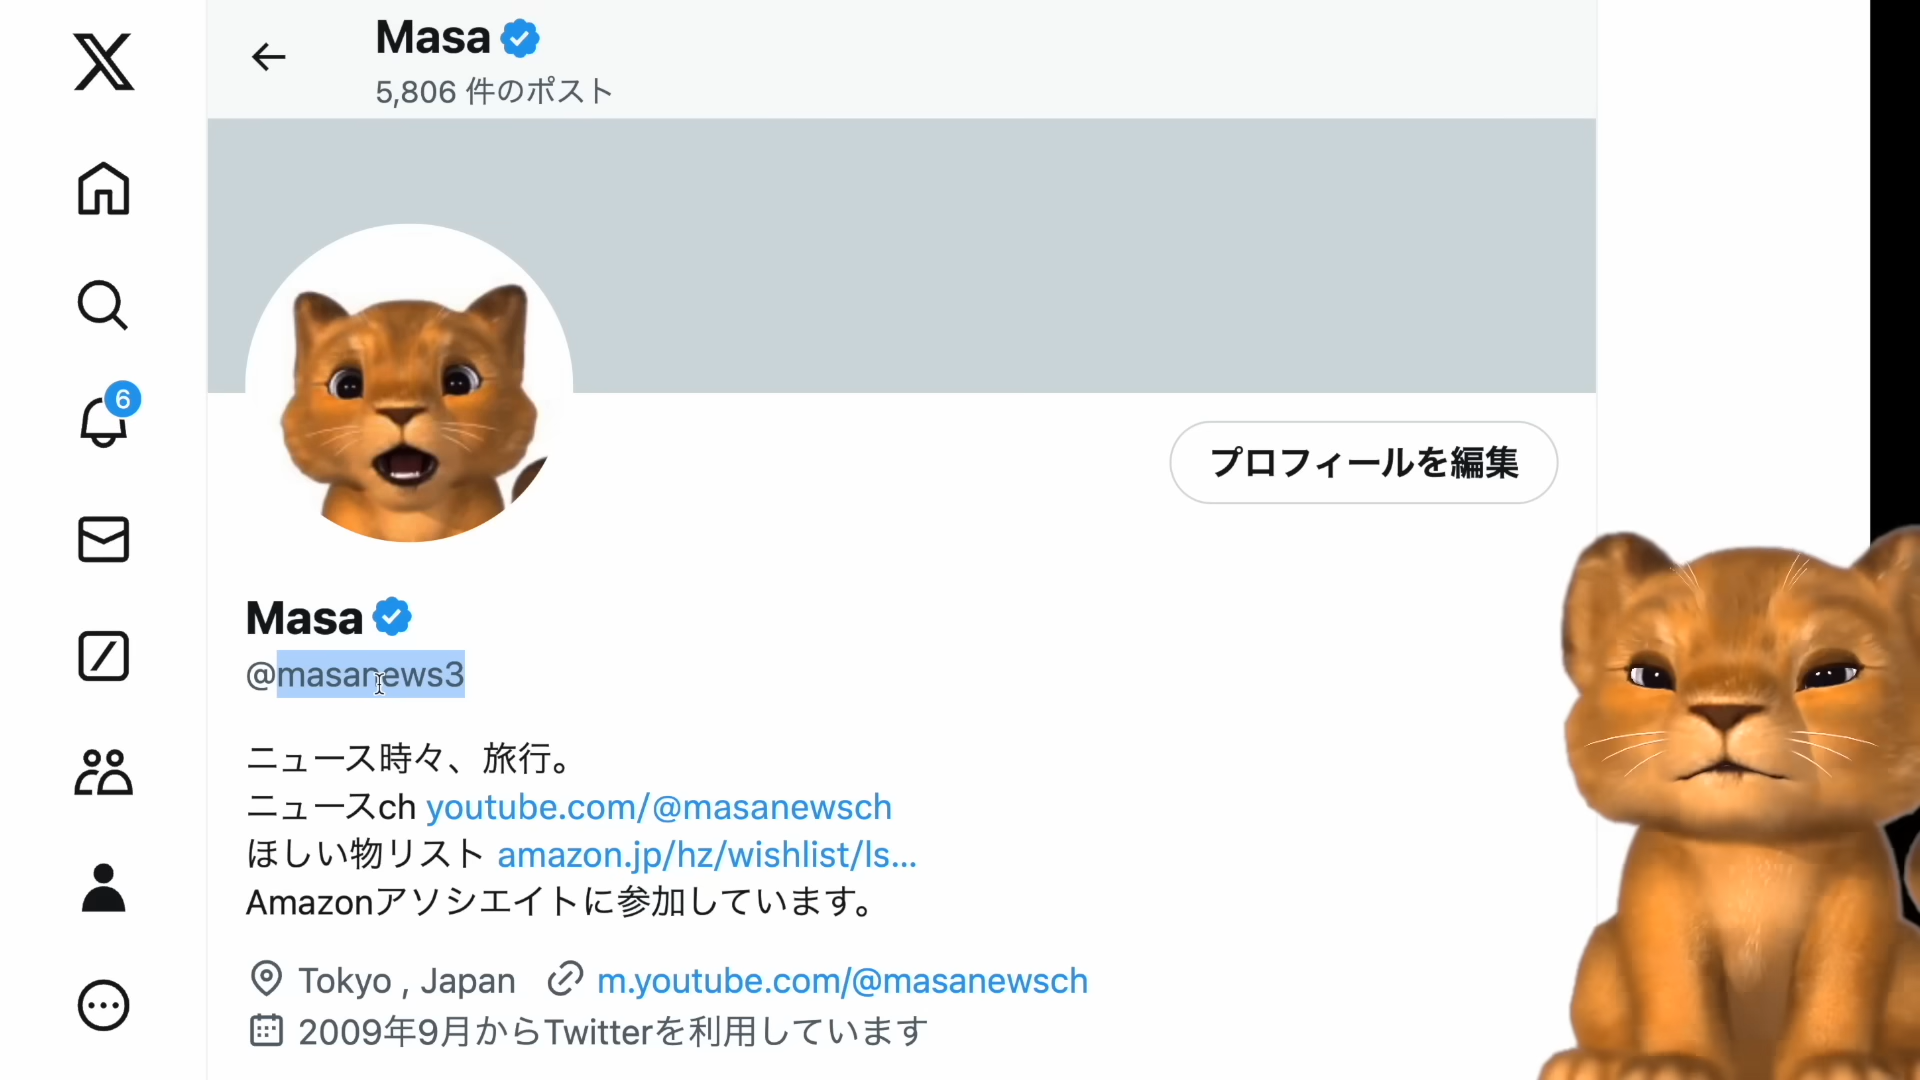 Masa
5,806 件のポスト
6
プロフィールを編集
Masa
@masanews3
ニュース時々、旅行。
ニュースch youtube.com/@masanewsch
ほしい物リスト amazon.jp/hz/wishlist/ls...
Amazonアソシエイトに参加しています。
Tokyo , Japan m.youtube.com/@masanewsch
2009年9月からTwitterを利用しています